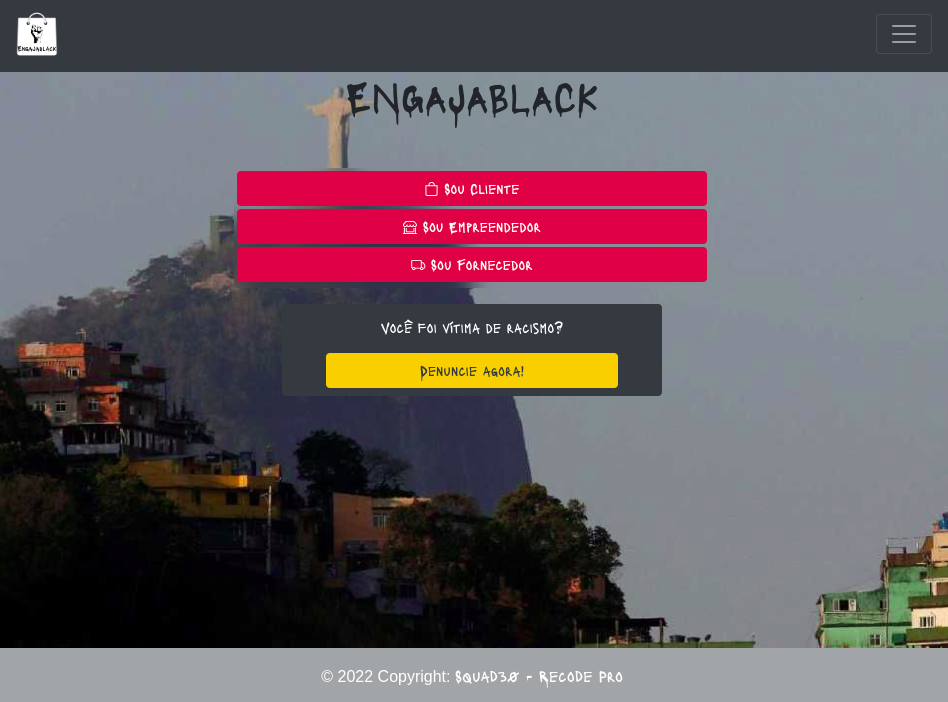 Engajablack
Engajablack
Sou Cliente
Sou Empreendedor
Sou Fornecedor
Você foi vítima de racismo?
Denuncie agora!
© 2022 Copyright: Squad30 - Recode Pro